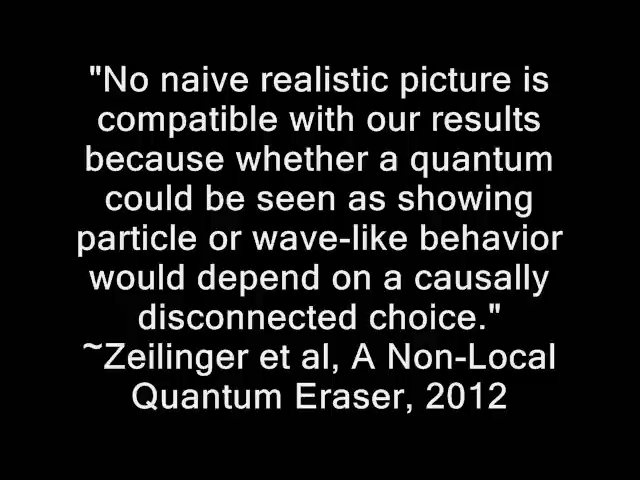 "No naive realistic picture is
compatible with our results
because whether a quantum
could be seen as showing
particle or wave-like behavior
would depend on a causally
disconnected choice."
~Zeilinger et al, A Non-Local
Quantum Eraser, 2012